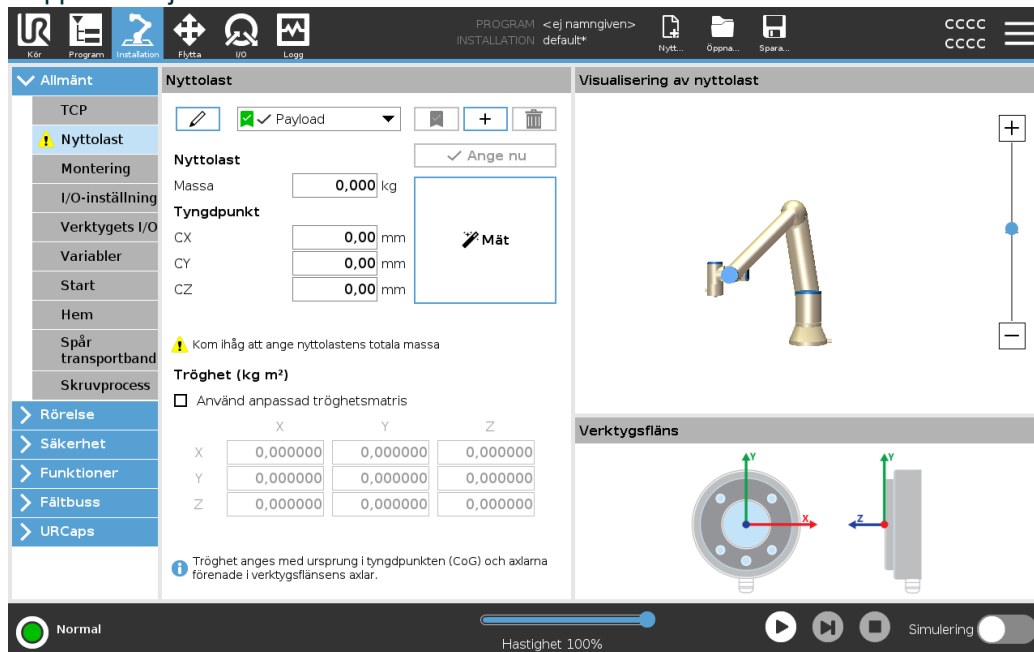 UR
PROGRAM <ej namngiven>
INSTALLATION default*
Kör Program Installation Flytta I/O Logg
Nytt... Öppna... Spara...
CCCC
CCCC
Allmänt
TCP
Nyttolast
Montering
I/O-inställning
Verktygets I/O
Variabler
Start
Hem
Spår
transportband
Skruvprocess
Rörelse
Säkerhet
Funktioner
Fältbuss
URCaps
Nyttolast
Payload
+
Ange nu
Nyttolast
Massa 0,000 kg
Tyngdpunkt
CX 0,00 mm
CY 0,00 mm
CZ 0,00 mm
Mät
Kom ihåg att ange nyttolastens totala massa
Tröghet (kg m²)
Använd anpassad tröghetsmatris
X Y Z
X 0,000000 0,000000 0,000000
Y 0,000000 0,000000 0,000000
Z 0,000000 0,000000 0,000000
Tröghet anges med ursprung i tyngdpunkten (CoG) och axlarna
förenade i verktygsflänsens axlar.
Visualisering av nyttolast
+
−
Verktygsfläns
Y Y
X Z
Normal
Hastighet 100%
Simulering